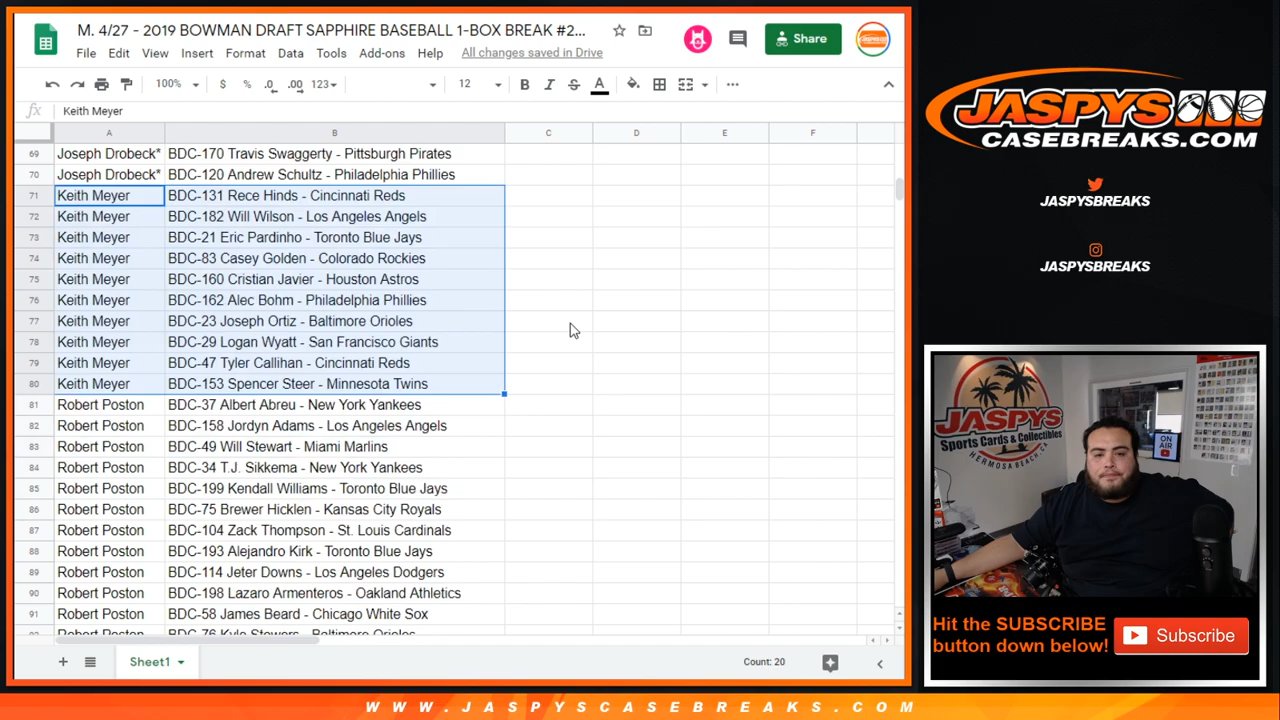 M. 4/27 - 2019 BOWMAN DRAFT SAPPHIRE BASEBALL 1-BOX BREAK #2...
File Edit View Insert Format Data Tools Add-ons Help All changes saved in Drive
Share
100% $ % .0 .00 123 12 B I S A
fx Keith Meyer
A B C D E F
69 Joseph Drobeck* BDC-170 Travis Swaggerty - Pittsburgh Pirates
70 Joseph Drobeck* BDC-120 Andrew Schultz - Philadelphia Phillies
71 Keith Meyer BDC-131 Rece Hinds - Cincinnati Reds
72 Keith Meyer BDC-182 Will Wilson - Los Angeles Angels
73 Keith Meyer BDC-21 Eric Pardinho - Toronto Blue Jays
74 Keith Meyer BDC-83 Casey Golden - Colorado Rockies
75 Keith Meyer BDC-160 Cristian Javier - Houston Astros
76 Keith Meyer BDC-162 Alec Bohm - Philadelphia Phillies
77 Keith Meyer BDC-23 Joseph Ortiz - Baltimore Orioles
78 Keith Meyer BDC-29 Logan Wyatt - San Francisco Giants
79 Keith Meyer BDC-47 Tyler Callihan - Cincinnati Reds
80 Keith Meyer BDC-153 Spencer Steer - Minnesota Twins
81 Robert Poston BDC-37 Albert Abreu - New York Yankees
82 Robert Poston BDC-158 Jordyn Adams - Los Angeles Angels
83 Robert Poston BDC-49 Will Stewart - Miami Marlins
84 Robert Poston BDC-34 T.J. Sikkema - New York Yankees
85 Robert Poston BDC-199 Kendall Williams - Toronto Blue Jays
86 Robert Poston BDC-75 Brewer Hicklen - Kansas City Royals
87 Robert Poston BDC-104 Zack Thompson - St. Louis Cardinals
88 Robert Poston BDC-193 Alejandro Kirk - Toronto Blue Jays
89 Robert Poston BDC-114 Jeter Downs - Los Angeles Dodgers
90 Robert Poston BDC-198 Lazaro Armenteros - Oakland Athletics
91 Robert Poston BDC-58 James Beard - Chicago White Sox
92 Robert Poston BDC-76 Kyle Stowers - Baltimore Orioles
Sheet1
Count: 20
JASPYS
CASEBREAKS.COM
JASPYSBREAKS
JASPYSBREAKS
JASPYS
Sports Cards & Collectibles
HERMOSA BEACH, CA
ON
AIR
Hit the SUBSCRIBE
button down below!
Subscribe
WWW.JASPYSCASEBREAKS.COM